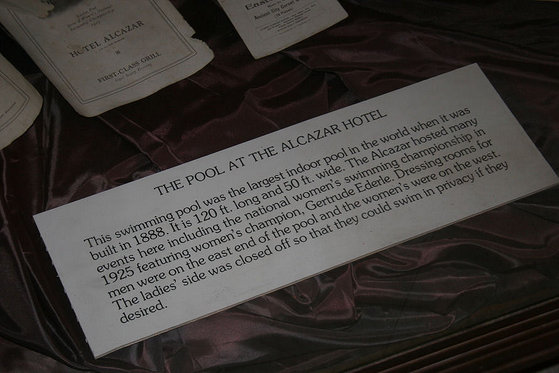 HOTEL ALCAZAR
FIRST-CLASS GRILL
THE POOL AT THE ALCAZAR HOTEL
This swimming pool was the largest indoor pool in the world when it was
built in 1888. It is 120 ft. long and 50 ft. wide. The Alcazar hosted many
events here including the national women's swimming championship in
1925 featuring women's champion, Gertrude Ederle. Dressing rooms for
men were on the east end of the pool and the women's were on the west.
The ladies' side was closed off so that they could swim in privacy if they
desired.